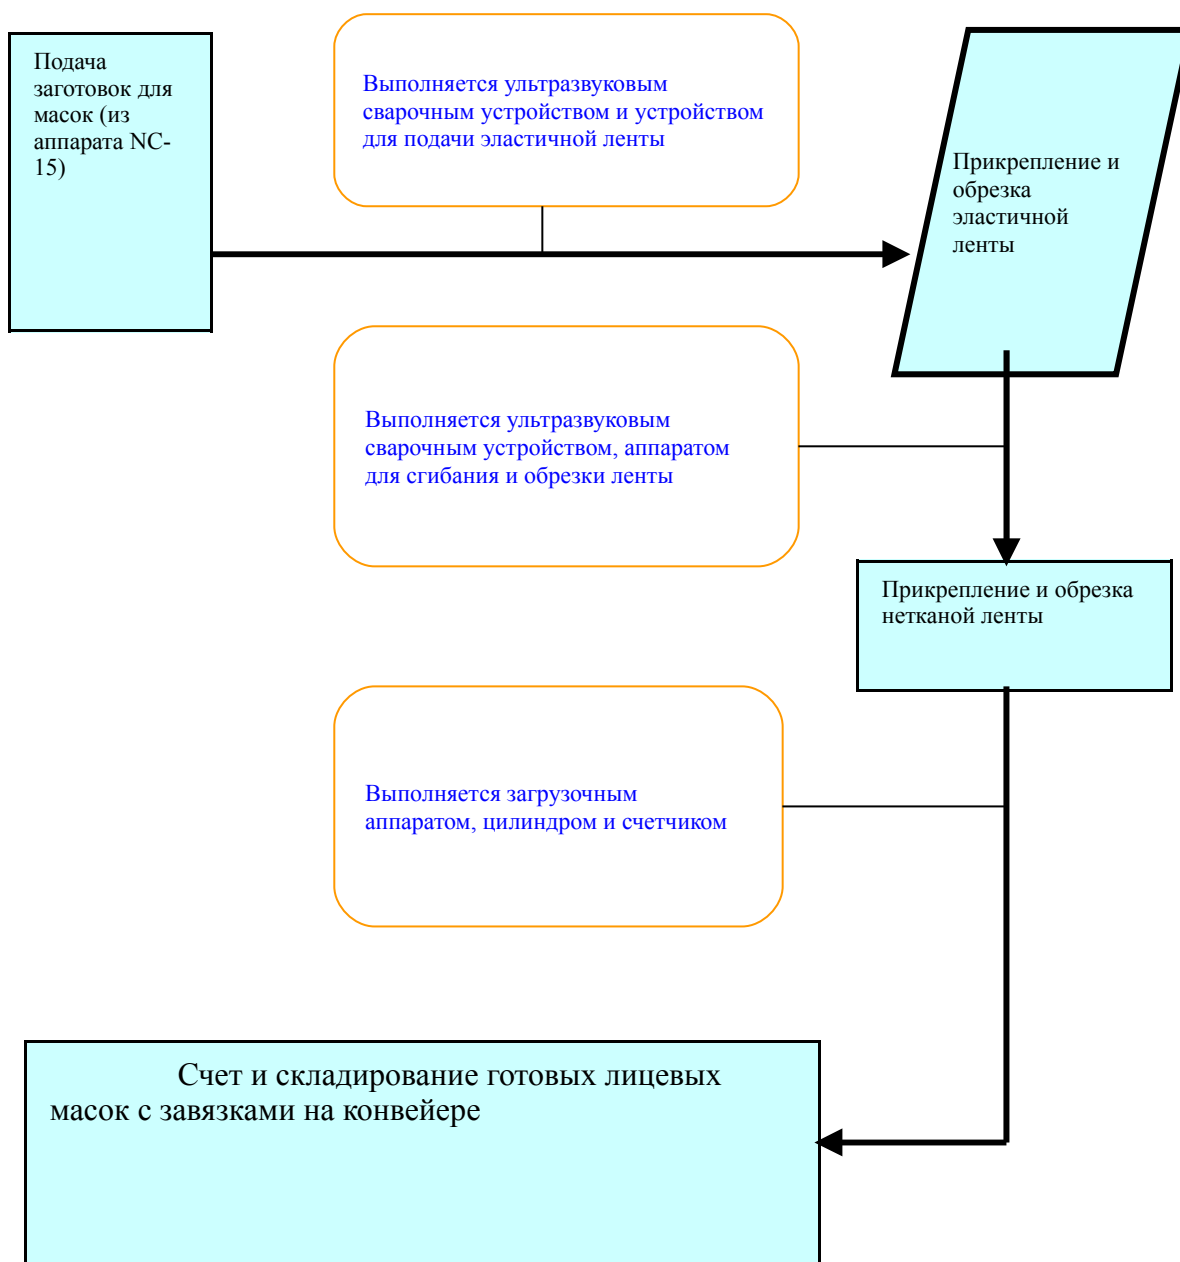 Подача
заготовок для
масок (из
аппарата NC-
15)
Выполняется ультразвуковым
сварочным устройством и устройством
для подачи эластичной ленты
Прикрепление и
обрезка
эластичной
ленты
Выполняется ультразвуковым
сварочным устройством, аппаратом
для сгибания и обрезки ленты
Прикрепление и обрезка
нетканой ленты
Выполняется загрузочным
аппаратом, цилиндром и счетчиком
Счет и складирование готовых лицевых
масок с завязками на конвейере